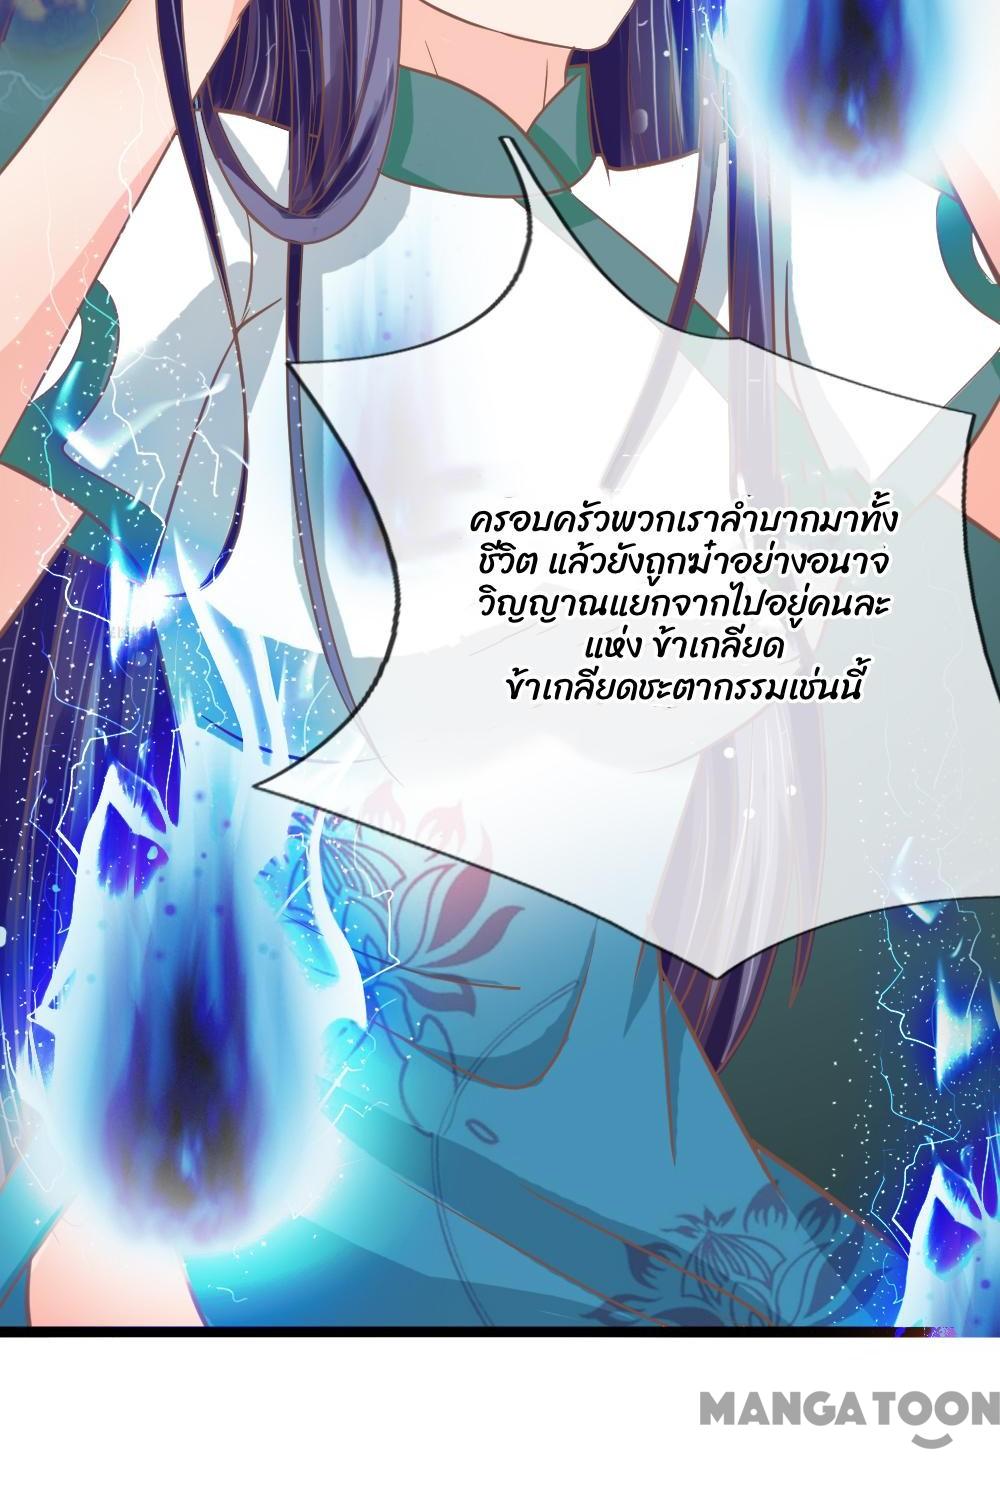 ครอบครัวพวกเราลำบากมาทั้ง
ชีวิต แล้วยังถูกฆ่าอย่างอนาจ
วิญญาณแยกจากไปอยู่คนละ
แห่ง ข้าเกลียด
ข้าเกลียดชะตากรรมเช่นนี้
MANGATOON